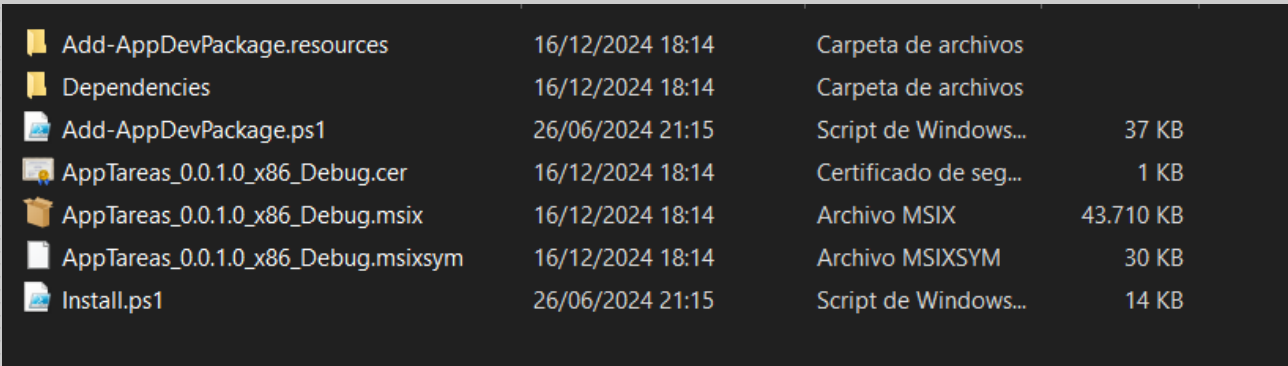 Add-AppDevPackage.resources 16/12/2024 18:14 Carpeta de archivos
Dependencies 16/12/2024 18:14 Carpeta de archivos
Add-AppDevPackage.ps1 26/06/2024 21:15 Script de Windows... 37 KB
AppTareas_0.0.1.0_x86_Debug.cer 16/12/2024 18:14 Certificado de seg... 1 KB
AppTareas_0.0.1.0_x86_Debug.msix 16/12/2024 18:14 Archivo MSIX 43.710 KB
AppTareas_0.0.1.0_x86_Debug.msixsym 16/12/2024 18:14 Archivo MSIXSYM 30 KB
Install.ps1 26/06/2024 21:15 Script de Windows... 14 KB